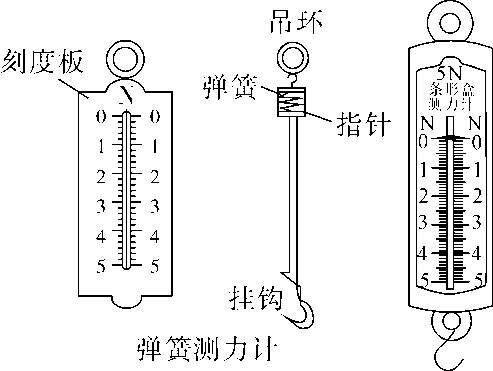 刻度板
N
0 0
1 1
2 2
3 3
4 4
5 5
吊环
弹簧
指针
挂钩
5N
条形盒
测力计
N N
0 0
1 1
2 2
3 3
4 4
5 5
弹簧测力计